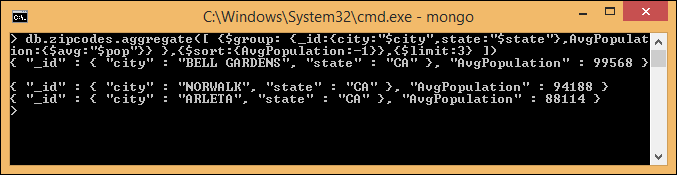 C:\Windows\System32\cmd.exe - mongo
> db.zipcodes.aggregate([ {$group: {_id:{city:"$city",state:"$state"},AvgPopulat
ion:{$avg:"$pop"}} },{$sort:{AvgPopulation:-1}},{$limit:3} ])
{ "_id" : { "city" : "BELL GARDENS", "state" : "CA" }, "AvgPopulation" : 99568 }
{ "_id" : { "city" : "NORWALK", "state" : "CA" }, "AvgPopulation" : 94188 }
{ "_id" : { "city" : "ARLETA", "state" : "CA" }, "AvgPopulation" : 88114 }
>